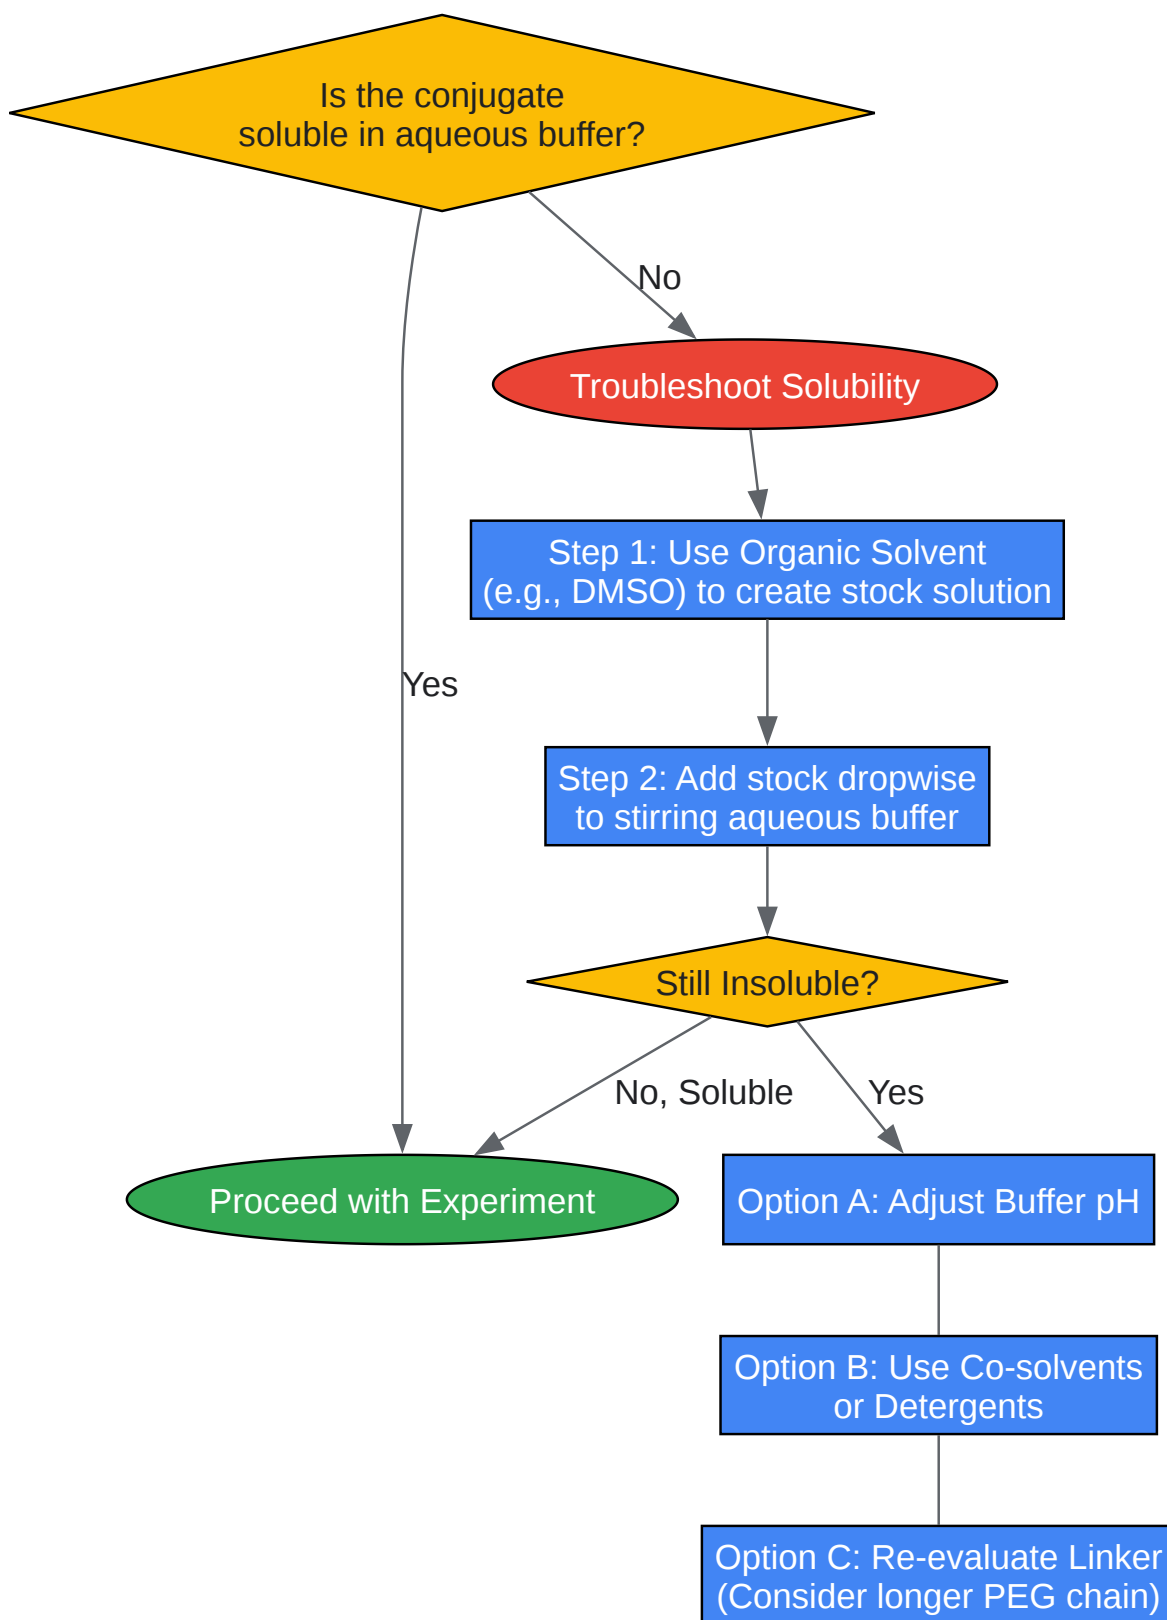 Is the conjugate
soluble in aqueous buffer?
No
Troubleshoot Solubility
Step 1: Use Organic Solvent
(e.g., DMSO) to create stock solution
Yes
Step 2: Add stock dropwise
to stirring aqueous buffer
Still Insoluble?
No, Soluble
Yes
Proceed with Experiment
Option A: Adjust Buffer pH
Option B: Use Co-solvents
or Detergents
Option C: Re-evaluate Linker
(Consider longer PEG chain)